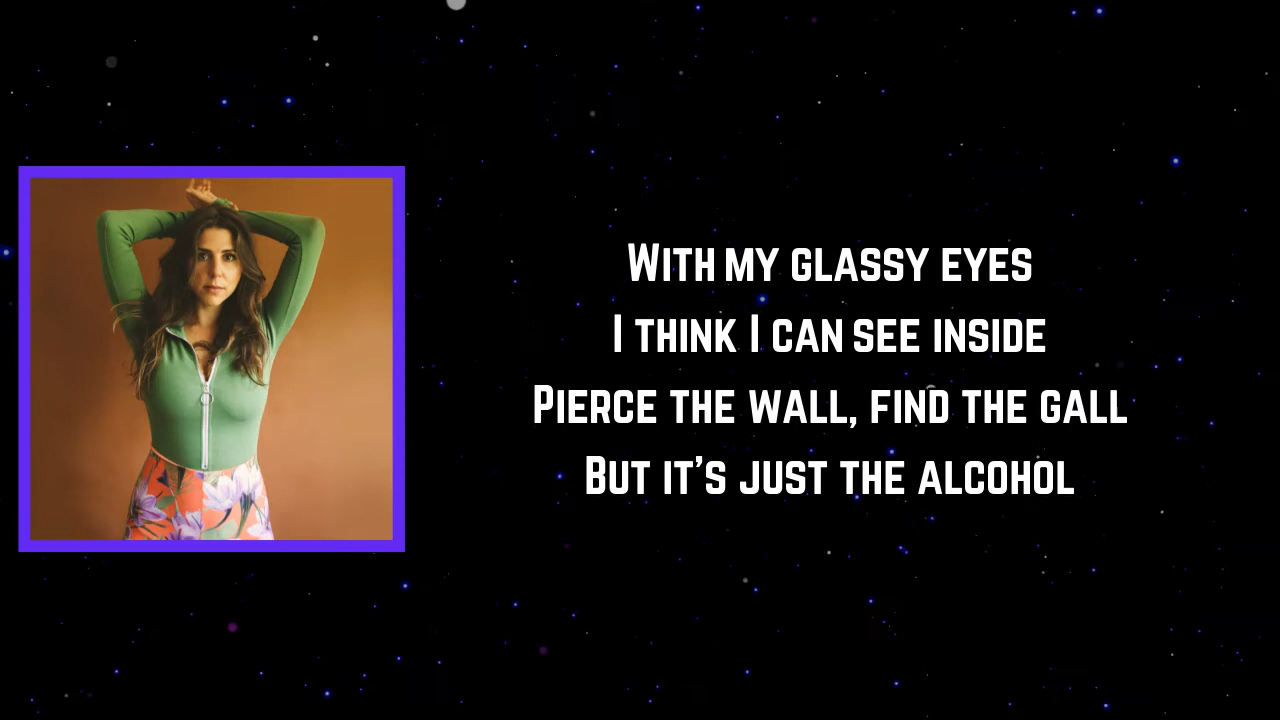 With my glassy eyes
I think I can see inside
Pierce the wall, find the gall
But it's just the alcohol